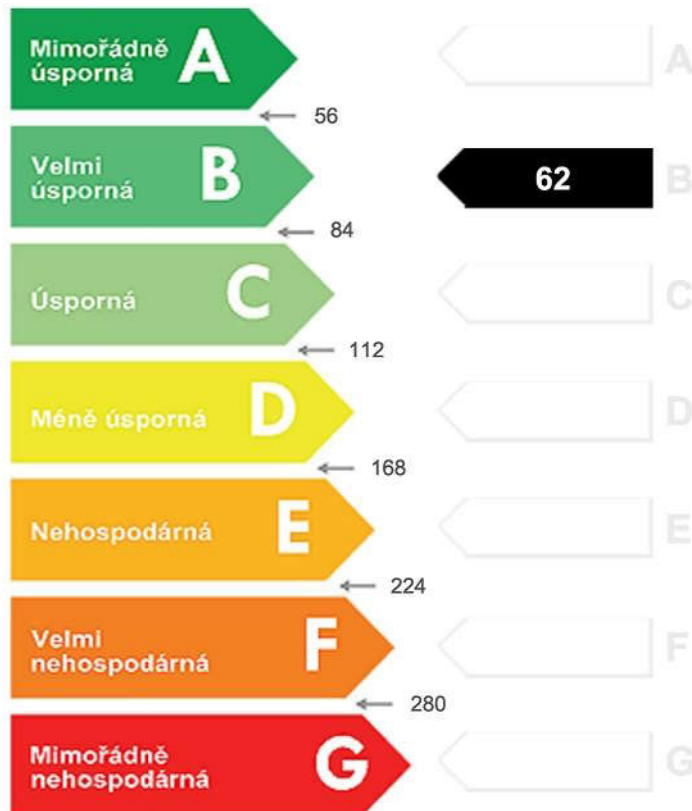 Mimořádně
úsporná
A
A
56
Velmi
úsporná
B
62
B
84
Úsporná
C
C
112
Méně úsporná
D
D
168
Nehospodárná
E
E
224
Velmi
nehospodárná
F
F
280
Mimořádně
nehospodárná
G
G